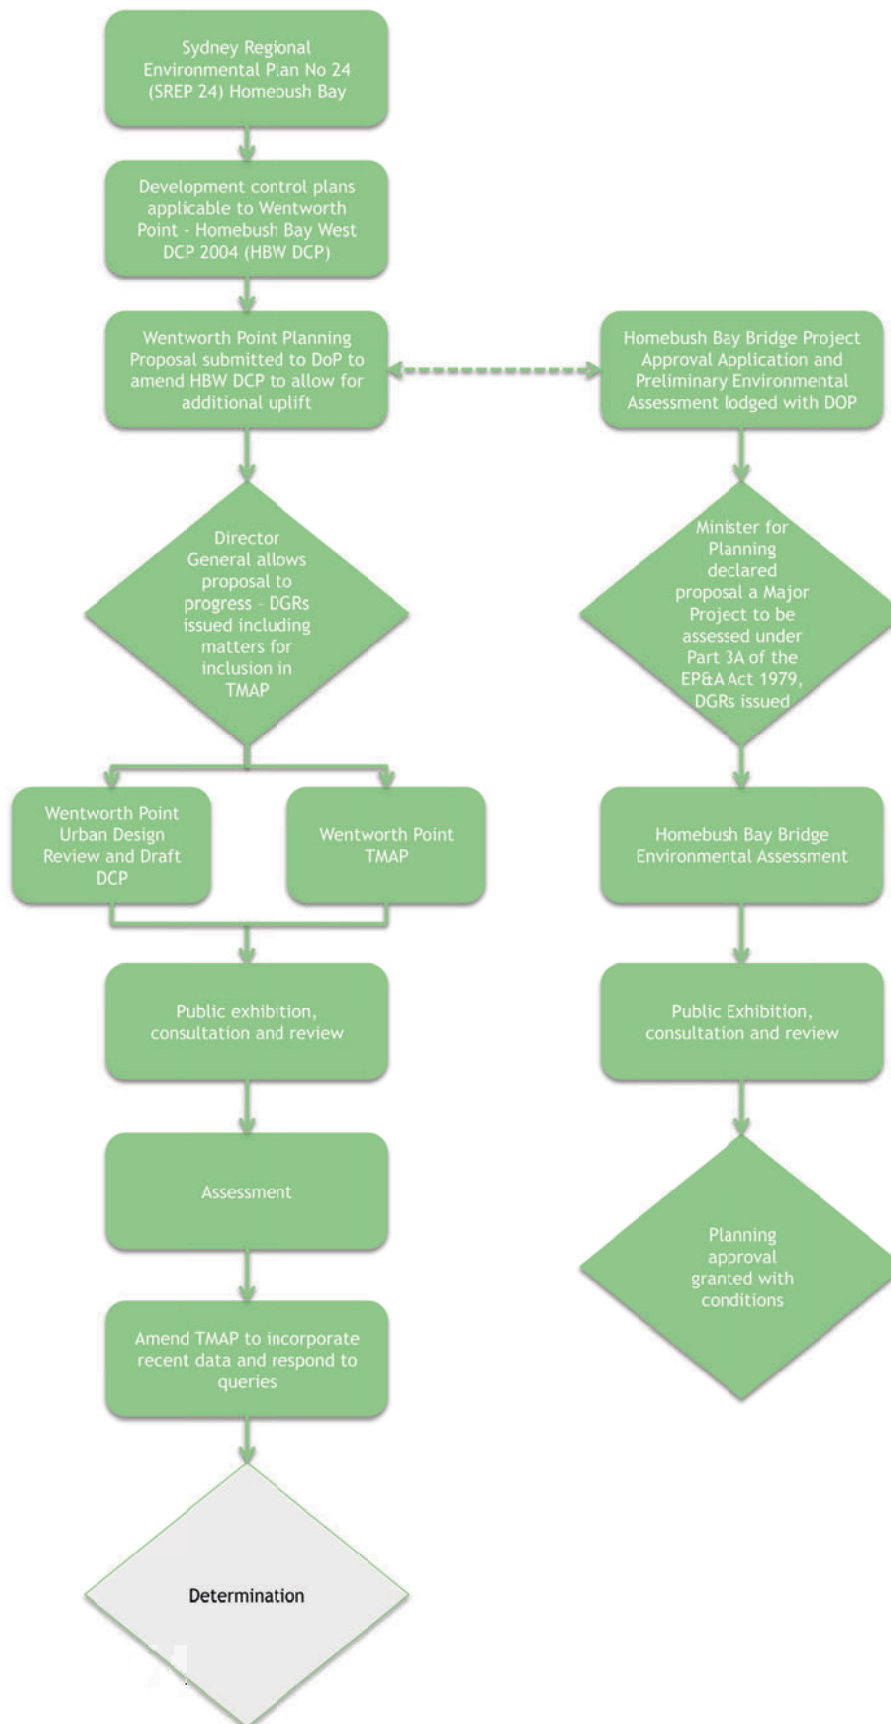 Sydney Regional
Environmental Plan No 24
(SREP 24) Homebush Bay
Development control plans
applicable to Wentworth
Point - Homebush Bay West
DCP 2004 (HBW DCP)
Wentworth Point Planning
Proposal submitted to DoP to
amend HBW DCP to allow for
additional uplift
Homebush Bay Bridge Project
Approval Application and
Preliminary Environmental
Assessment lodged with DOP
Director
General allows
proposal to
progress – DGRs
issued including
matters for
inclusion in
TMAP
Minister for
Planning
declared
proposal a Major
Project to be
assessed under
Part 3A of the
EP&A Act 1979,
DGRs issued
Wentworth Point
Urban Design
Review and Draft
DCP
Wentworth Point
TMAP
Homebush Bay Bridge
Environmental Assessment
Public exhibition,
consultation and review
Public Exhibition,
consultation and review
Assessment
Planning
approval
granted with
conditions
Amend TMAP to incorporate
recent data and respond to
queries
Determination